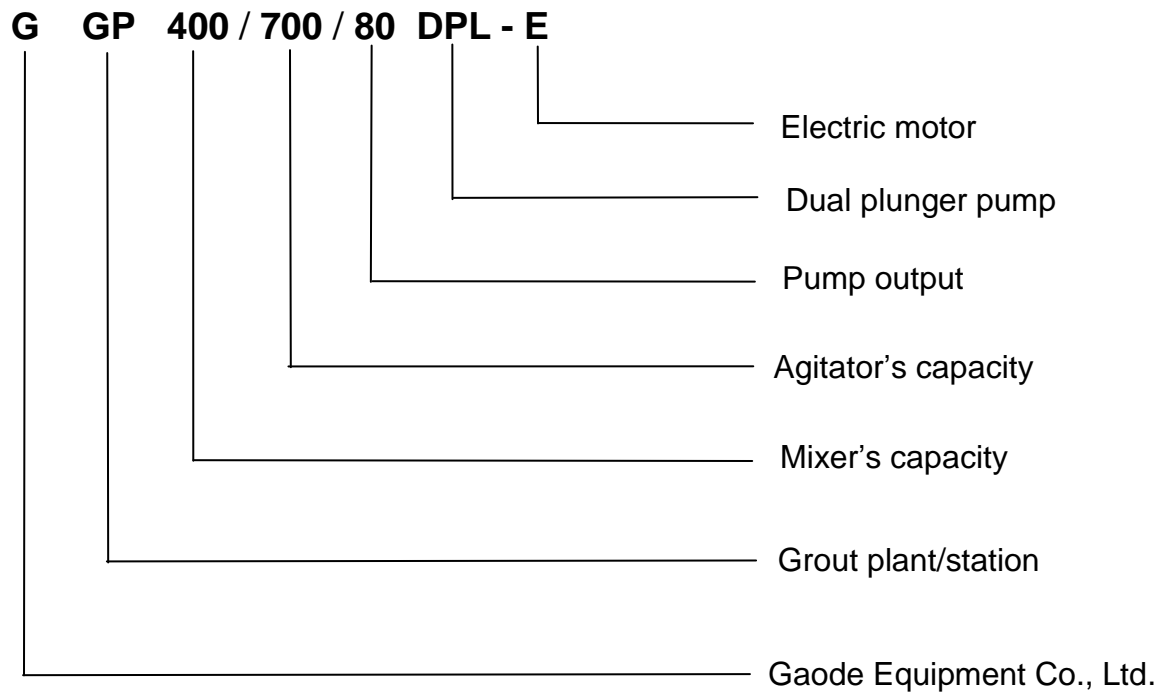 G GP 400 / 700 / 80 DPL - E
Electric motor
Dual plunger pump
Pump output
Agitator’s capacity
Mixer’s capacity
Grout plant/station
Gaode Equipment Co., Ltd.